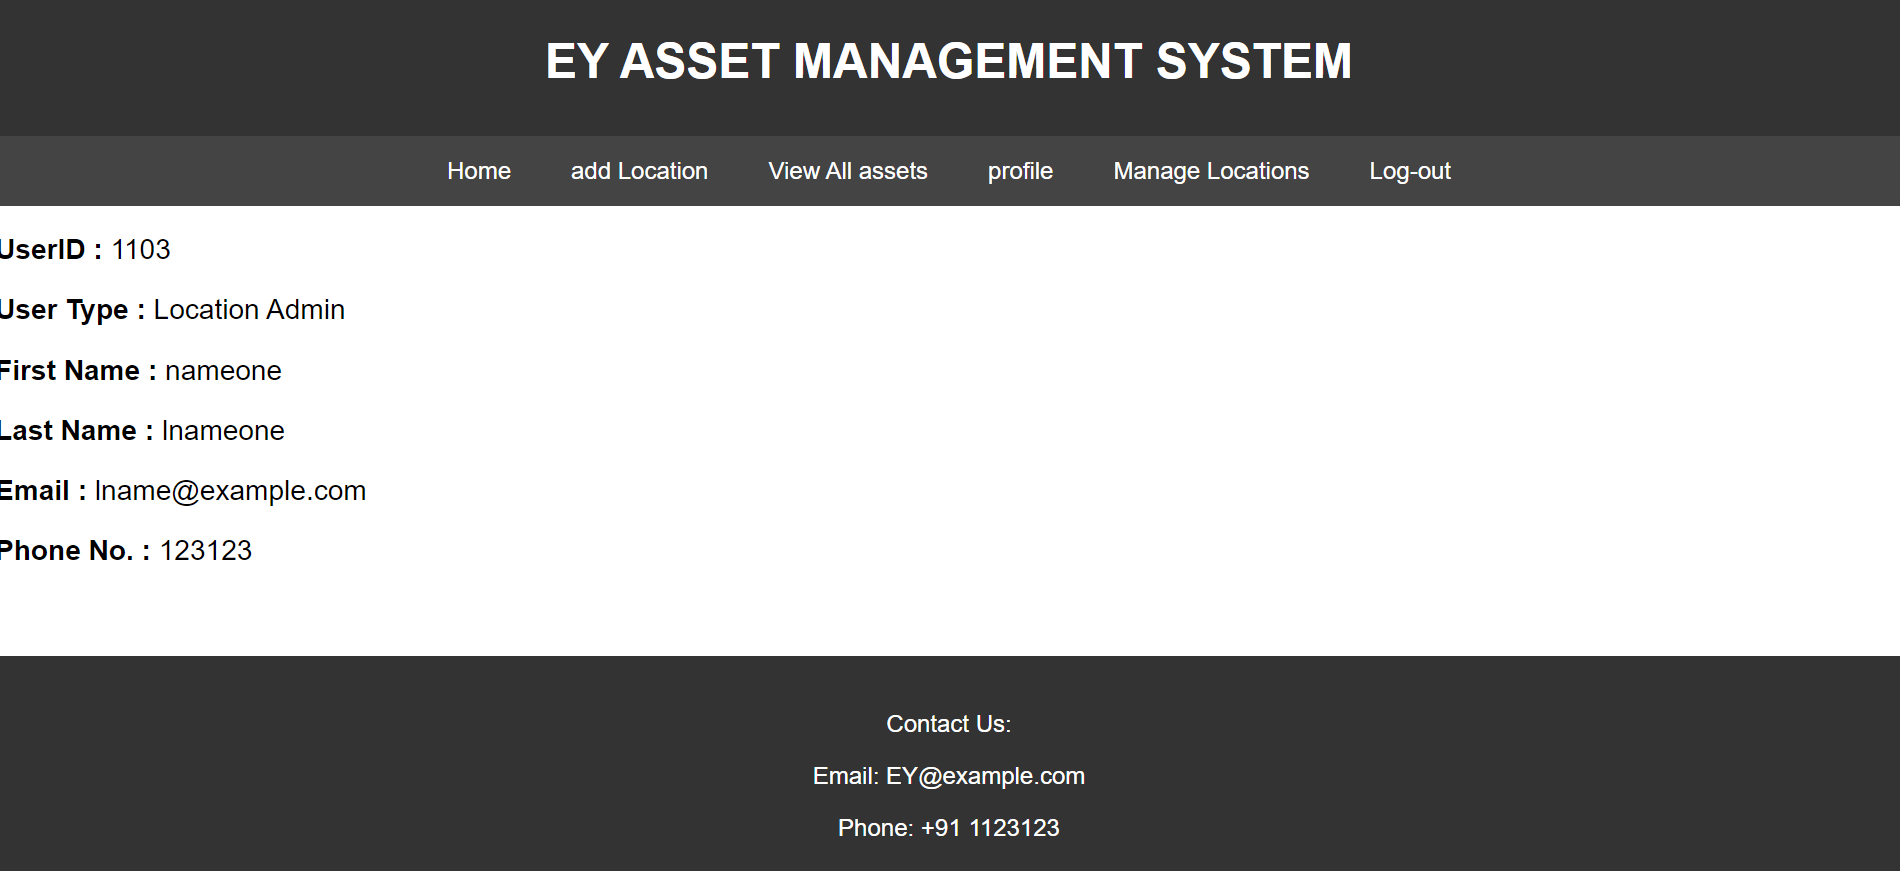 EY ASSET MANAGEMENT SYSTEM
Home add Location View All assets profile Manage Locations Log-out
UserID : 1103
User Type : Location Admin
First Name : nameone
Last Name : lnameone
Email : lname@example.com
Phone No. : 123123
Contact Us:
Email: EY@example.com
Phone: +91 1123123